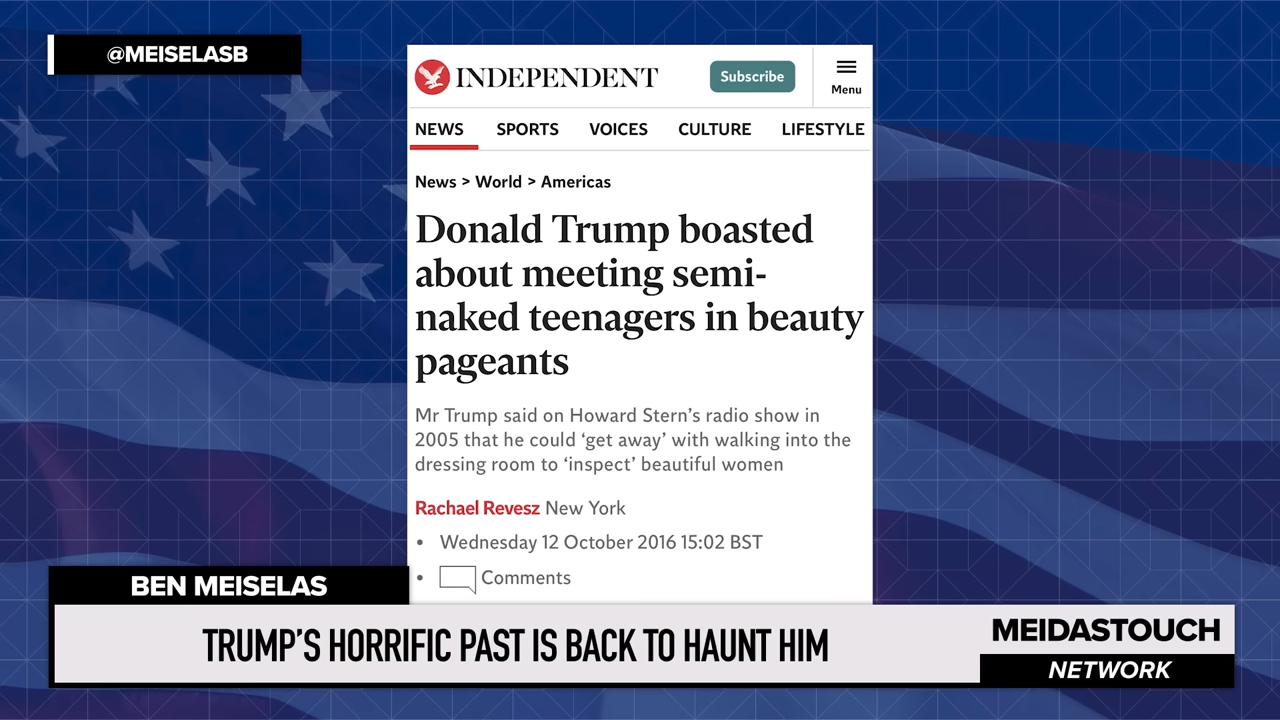 @MEISELASB
INDEPENDENT
Subscribe
Menu
NEWS SPORTS VOICES CULTURE LIFESTYLE
News > World > Americas
Donald Trump boasted
about meeting semi-
naked teenagers in beauty
pageants
Mr Trump said on Howard Stern's radio show in
2005 that he could 'get away' with walking into the
dressing room to 'inspect' beautiful women
Rachael Revesz New York
• Wednesday 12 October 2016 15:02 BST
• Comments
BEN MEISELAS
TRUMP'S HORRIFIC PAST IS BACK TO HAUNT HIM
MEIDASTOUCH
NETWORK